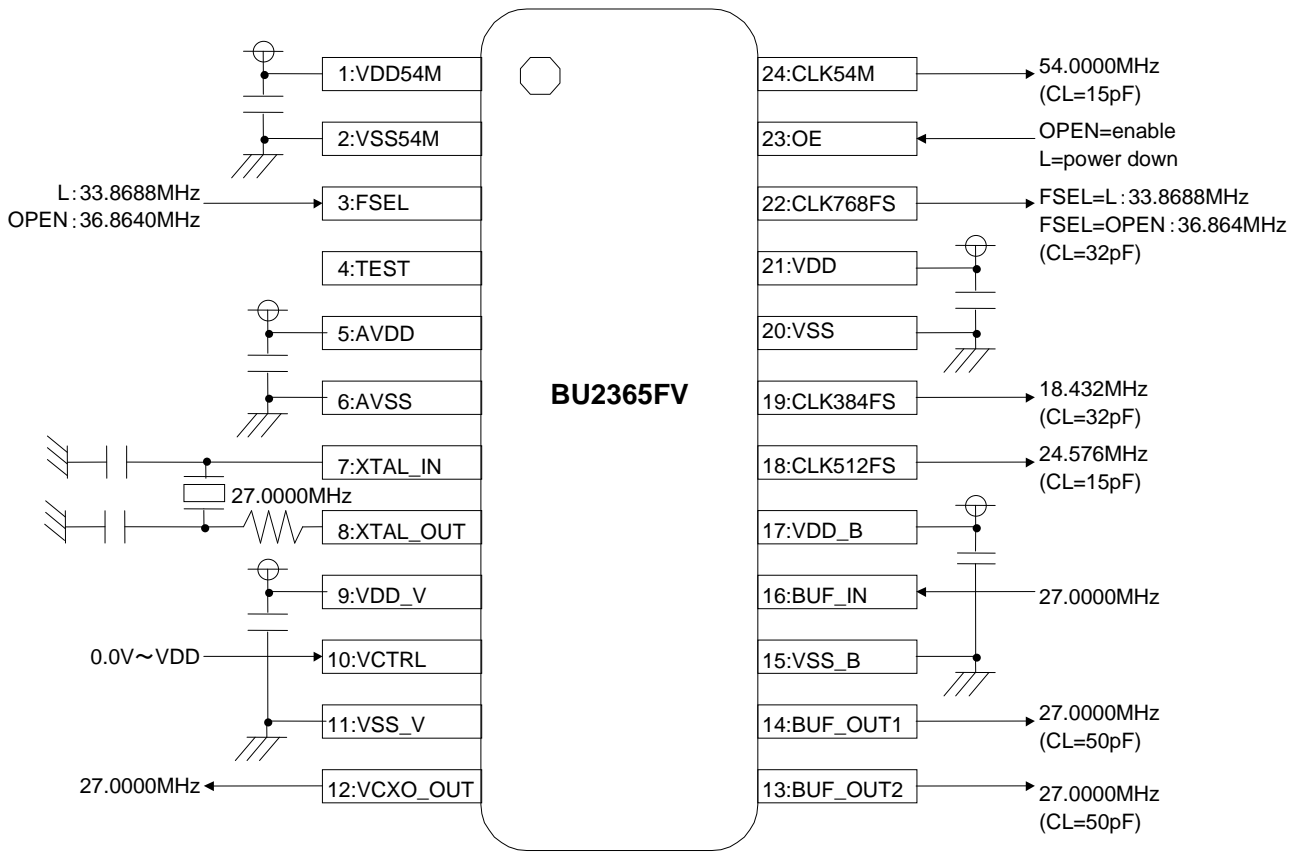 1:VDD54M
2:VSS54M
L:33.8688MHz
OPEN:36.8640MHz
3:FSEL
4:TEST
5:AVDD
6:AVSS
7:XTAL_IN
27.0000MHz
8:XTAL_OUT
9:VDD_V
0.0V～VDD
10:VCTRL
11:VSS_V
27.0000MHz
12:VCXO_OUT
BU2365FV
24:CLK54M
54.0000MHz
(CL=15pF)
23:OE
OPEN=enable
L=power down
22:CLK768FS
FSEL=L:33.8688MHz
FSEL=OPEN:36.864MHz
(CL=32pF)
21:VDD
20:VSS
19:CLK384FS
18.432MHz
(CL=32pF)
18:CLK512FS
24.576MHz
(CL=15pF)
17:VDD_B
16:BUF_IN
27.0000MHz
15:VSS_B
14:BUF_OUT1
27.0000MHz
(CL=50pF)
13:BUF_OUT2
27.0000MHz
(CL=50pF)